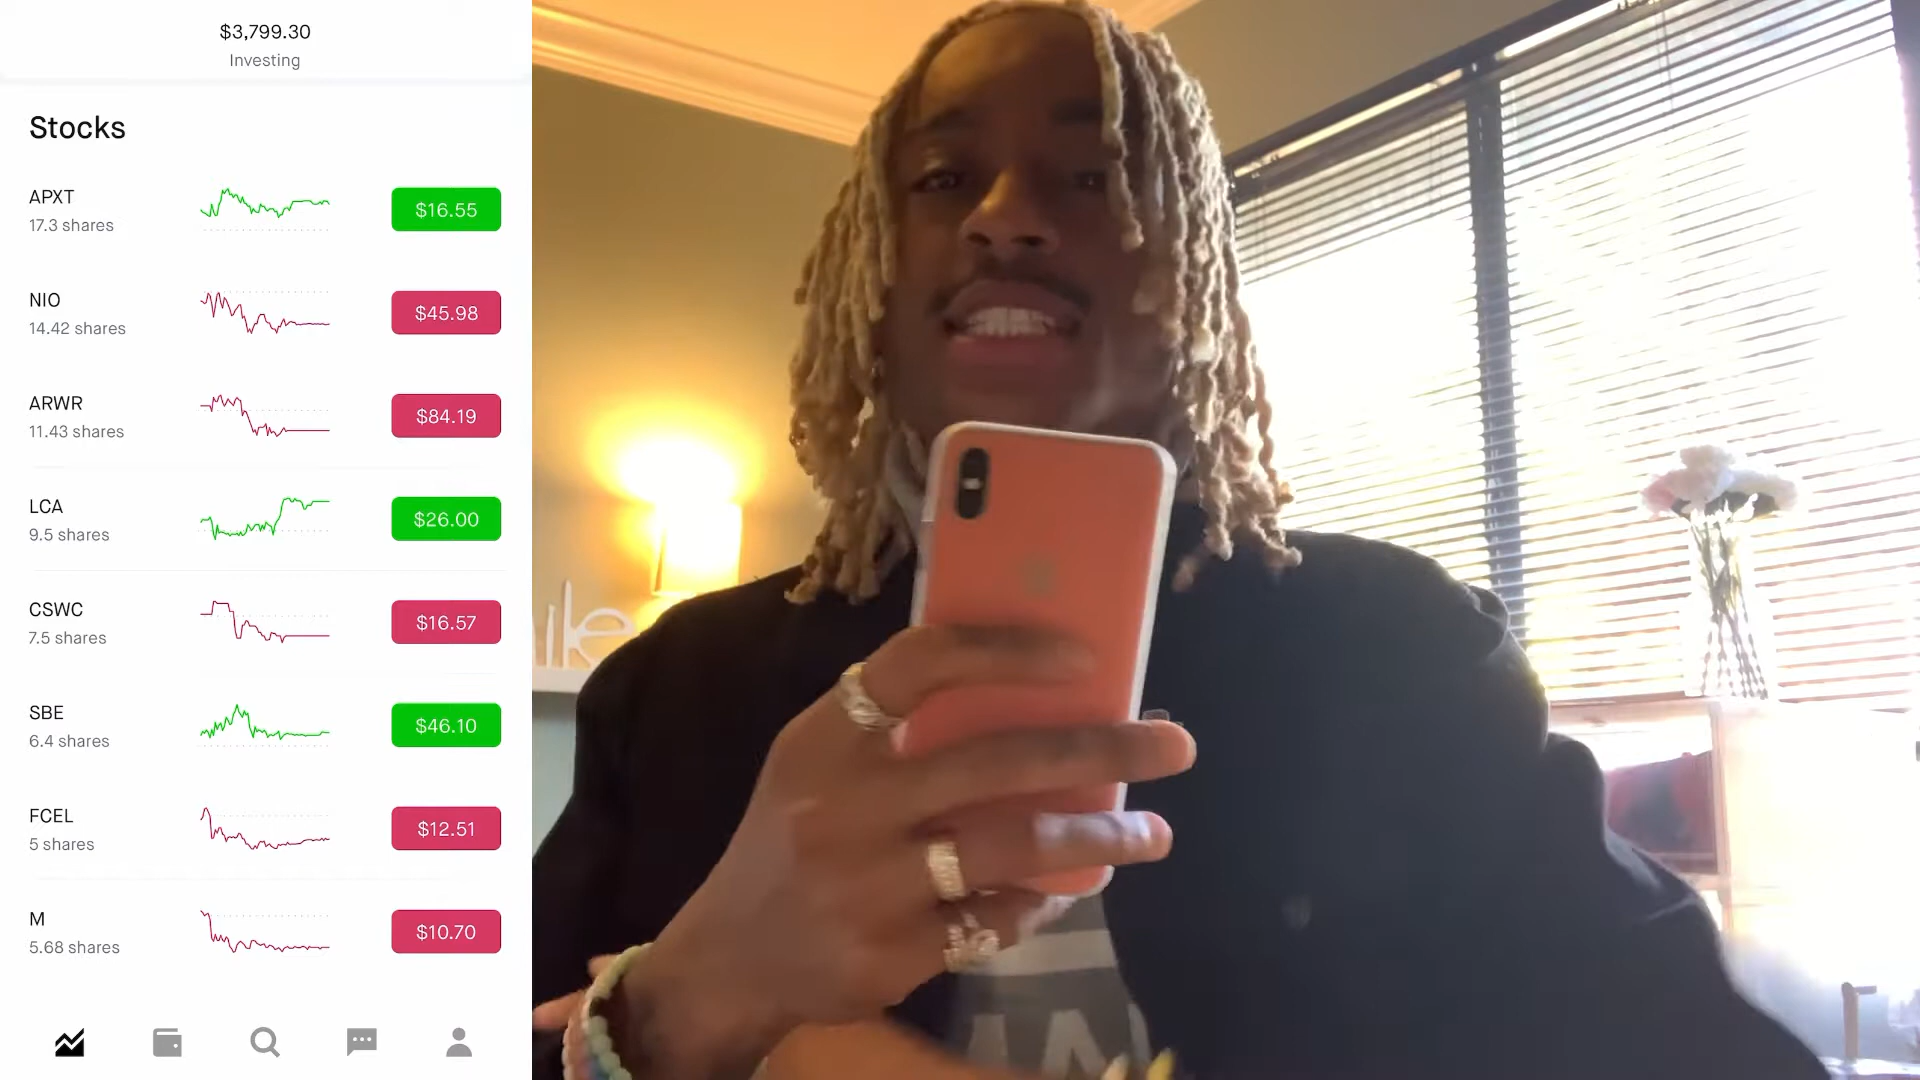 $3,799.30
Investing
Stocks
APXT
17.3 shares
$16.55
NIO
14.42 shares
$45.98
ARWR
11.43 shares
$84.19
LCA
9.5 shares
$26.00
CSWC
7.5 shares
$16.57
SBE
6.4 shares
$46.10
FCEL
5 shares
$12.51
M
5.68 shares
$10.70